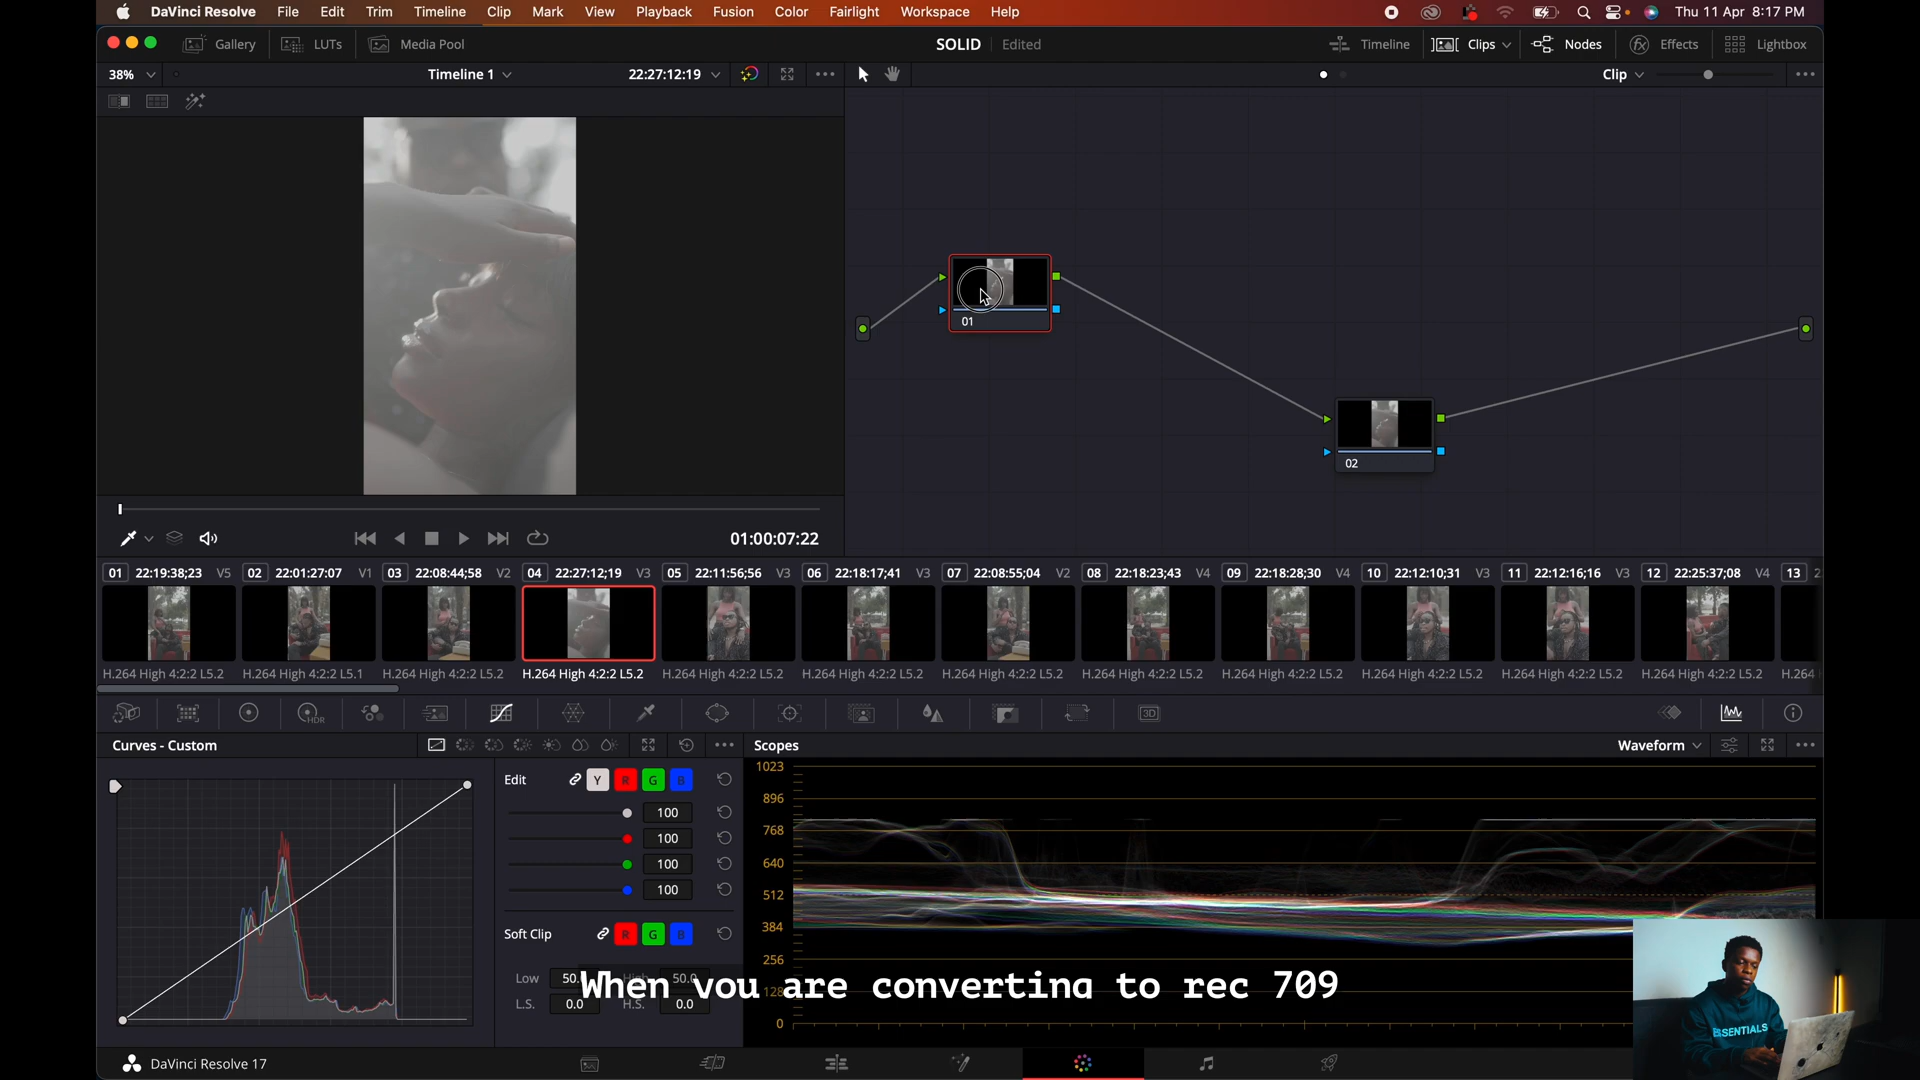 DaVinci Resolve File Edit Trim Timeline Clip Mark View Playback Fusion Color Fairlight Workspace Help Thu 11 Apr 8:17 PM
Gallery LUTs Media Pool SOLID Edited Timeline Clips Nodes Effects Lightbox
38% Timeline 1 22:27:12:19 Clip
01
02
01:00:07:22
01 22:19:38;23 V5 02 22:01:27:07 V1 03 22:08:44;58 V2 04 22:27:12;19 V3 05 22:11:56;56 V3 06 22:18:17;41 V3 07 22:08:55;04 V2 08 22:18:23;43 V4 09 22:18:28;30 V4 10 22:12:10;31 V3 11 22:12:16;16 V3 12 22:25:37;08 V4 13 2
H.264 High 4:2:2 L5.2 H.264 High 4:2:2 L5.1 H.264 High 4:2:2 L5.2 H.264 High 4:2:2 L5.2 H.264 High 4:2:2 L5.2 H.264 High 4:2:2 L5.2 H.264 High 4:2:2 L5.2 H.264 High 4:2:2 L5.2 H.264 High 4:2:2 L5.2 H.264 High 4:2:2 L5.2 H.264 High 4:2:2 L5.2 H.264 High 4:2:2 L5.2 H.264
HDR 3D
Curves - Custom Scopes Waveform
Edit Y R G B
100
100
100
100
Soft Clip R G B
Low 50. High 50.0
L.S. 0.0 H.S. 0.0
1023
896
768
640
512
384
256
128
0
When you are converting to rec 709
ESSENTIALS
DaVinci Resolve 17